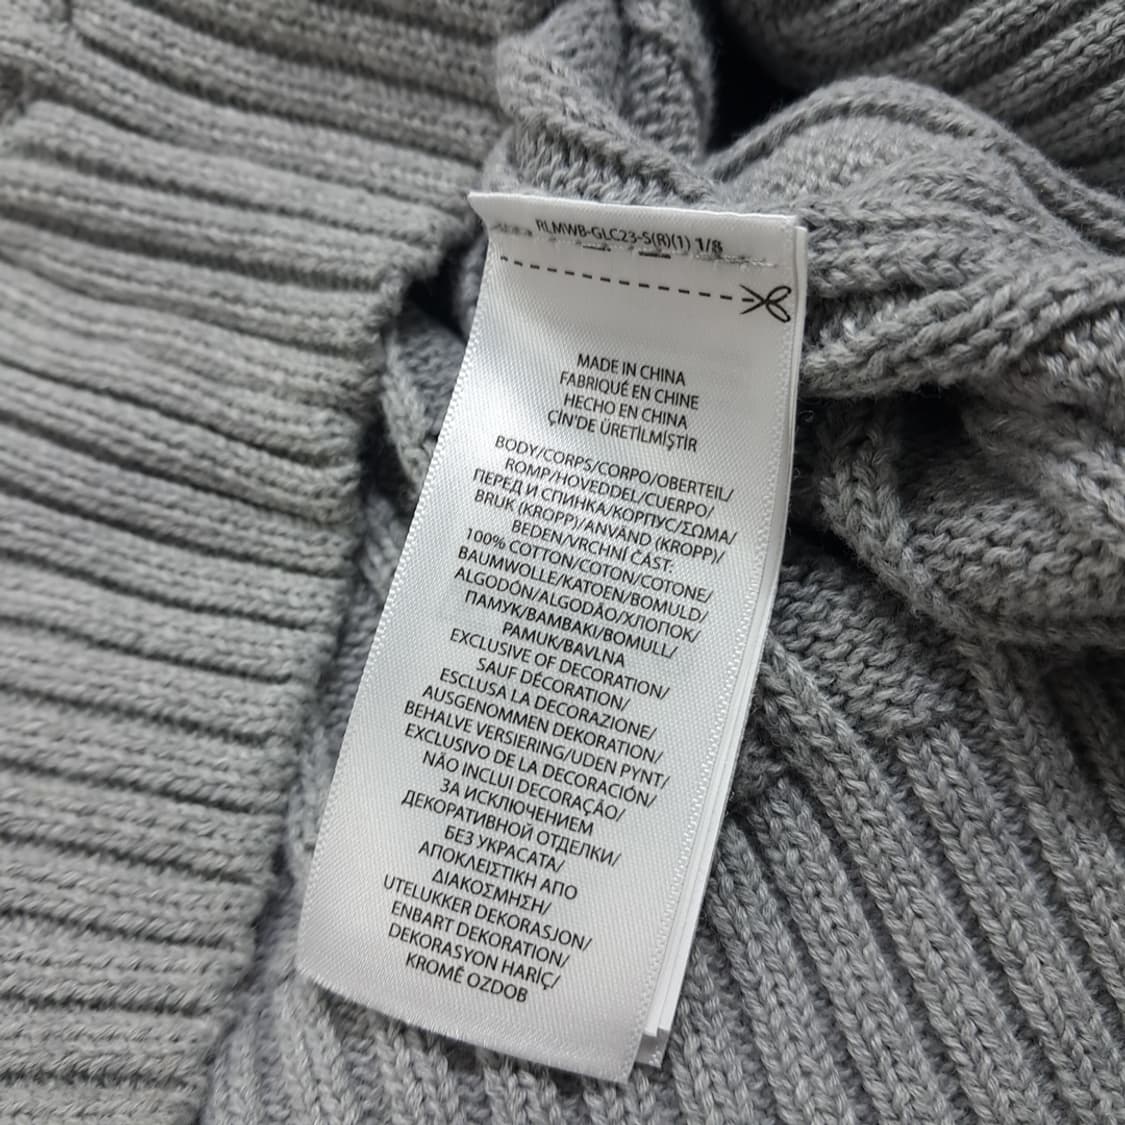 RLMWB-GLC23-S(R)(1) 1/8
MADE IN CHINA
FABRIQUÉ EN CHINE
HECHO EN CHINA
ÇİN'DE ÜRETİLMİŞTİR
BODY/CORPS/CORPO/OBERTEIL/
ROMP/HOVEDDEL/CUERPO/
ПЕРЕД И СПИНКА/КОРПУС/ΣΩΜΑ/
BRUK (KROPP)/ANVÄND (KROPP)/
BEDEN/VRCHNÍ ČÁST:
100% COTTON/COTON/COTONE/
BAUMWOLLE/KATOEN/BOMULD/
ALGODÓN/ALGODÃO/ХЛОПОК/
ПАМУК/ΒΑΜΒΑΚΙ/BOMULL/
PAMUK/BAVLNA
EXCLUSIVE OF DECORATION/
SAUF DÉCORATION/
ESCLUSA LA DECORAZIONE/
AUSGENOMMEN DEKORATION/
BEHALVE VERSIERING/UDEN PYNT/
EXCLUSIVO DE LA DECORACIÓN/
NÃO INCLUI DECORAÇÃO/
ЗА ИСКЛЮЧЕНИЕМ
ДЕКОРАТИВНОЙ ОТДЕЛКИ/
БЕЗ УКРАСАТА/
ΑΠΟΚΛΕΙΣΤΙΚΗ ΑΠΟ
ΔΙΑΚΟΣΜΗΣΗ/
UTELUKKER DEKORASJON/
ENBART DEKORATION/
DEKORASYON HARİÇ/
KROMĚ OZDOB